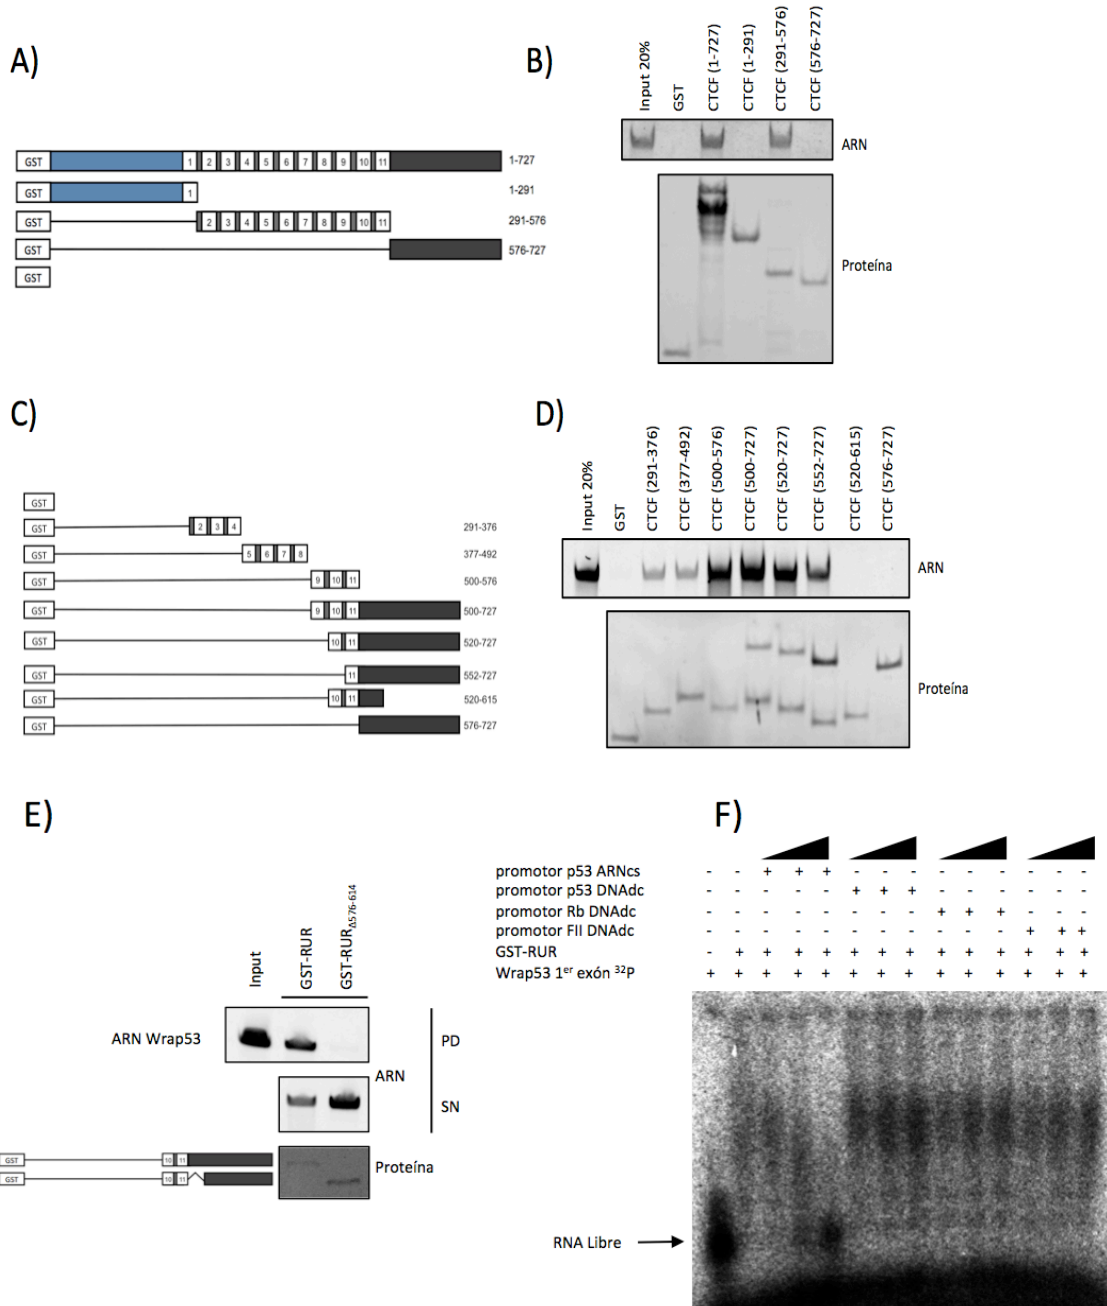 A)
GST 1 2 3 4 5 6 7 8 9 10 11 1-727
GST 1 1-291
GST 2 3 4 5 6 7 8 9 10 11 291-576
GST 576-727
GST
B)
Input 20%
GST
CTCF (1-727)
CTCF (1-291)
CTCF (291-576)
CTCF (576-727)
ARN
Proteína
C)
GST
GST 2 3 4 291-376
GST 5 6 7 8 377-492
GST 9 10 11 500-576
GST 9 10 11 500-727
GST 10 11 520-727
GST 11 552-727
GST 10 11 520-615
GST 576-727
D)
Input 20%
GST
CTCF (291-376)
CTCF (377-492)
CTCF (500-576)
CTCF (500-727)
CTCF (520-727)
CTCF (552-727)
CTCF (520-615)
CTCF (576-727)
ARN
Proteína
E)
Input
GST-RUR
GST-RURΔ576-614
ARN Wrap53
PD
ARN
SN
GST 10 11
GST 10 11
Proteína
F)
promotor p53 ARNcs - - + + + - - - - - - - - -
promotor p53 DNAdc - - - - - + + + - - - - - -
promotor Rb DNAdc - - - - - - - - + + + - - -
promotor FII DNAdc - - - - - - - - - - - + + +
GST-RUR - + + + + + + + + + + + + +
Wrap53 1er exón 32P + + + + + + + + + + + + + +
RNA Libre